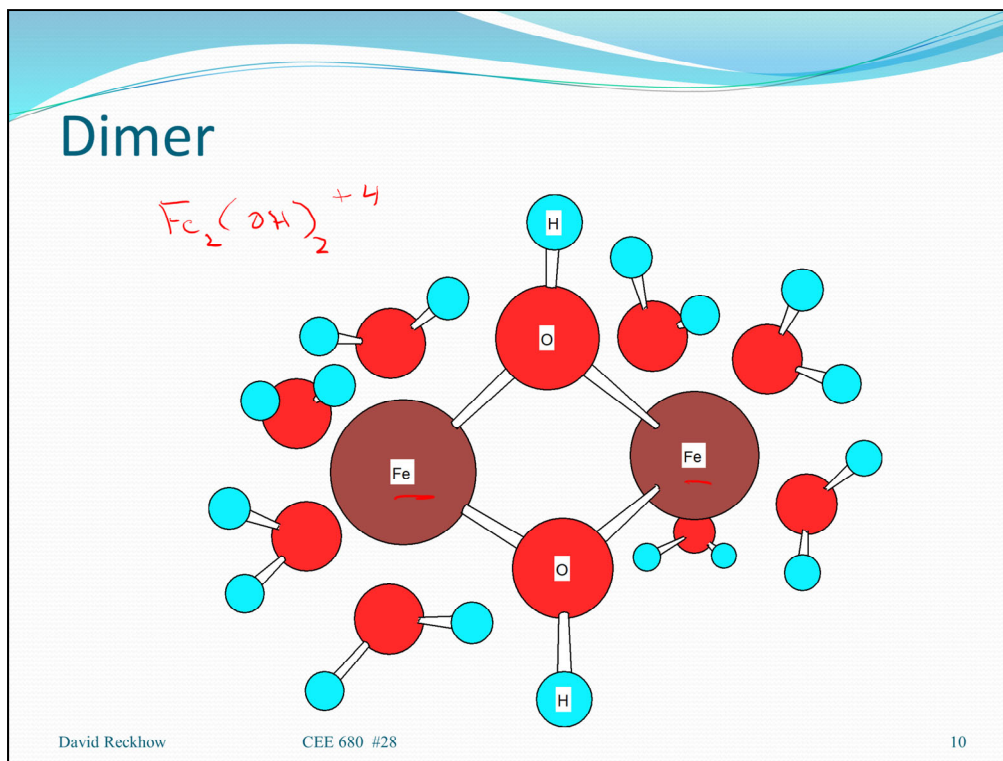 Dimer
Fe₂(OH)₂⁺⁴
H
O
Fe
Fe
O
H
David Reckhow CEE 680 #28 10